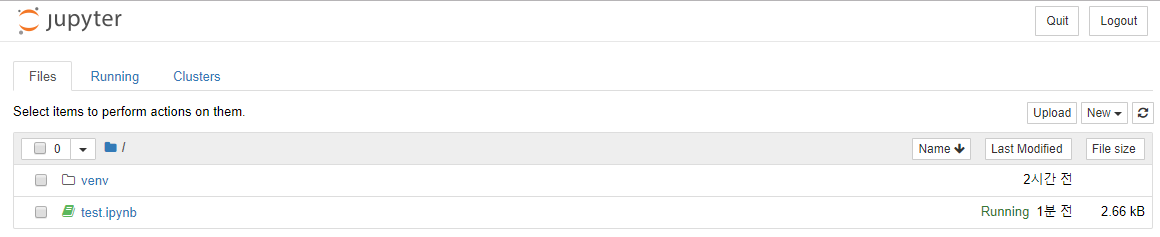 jupyter Quit Logout
Files Running Clusters
Select items to perform actions on them. Upload New
0 / Name Last Modified File size
venv 2시간 전
test.ipynb Running 1분 전 2.66 kB